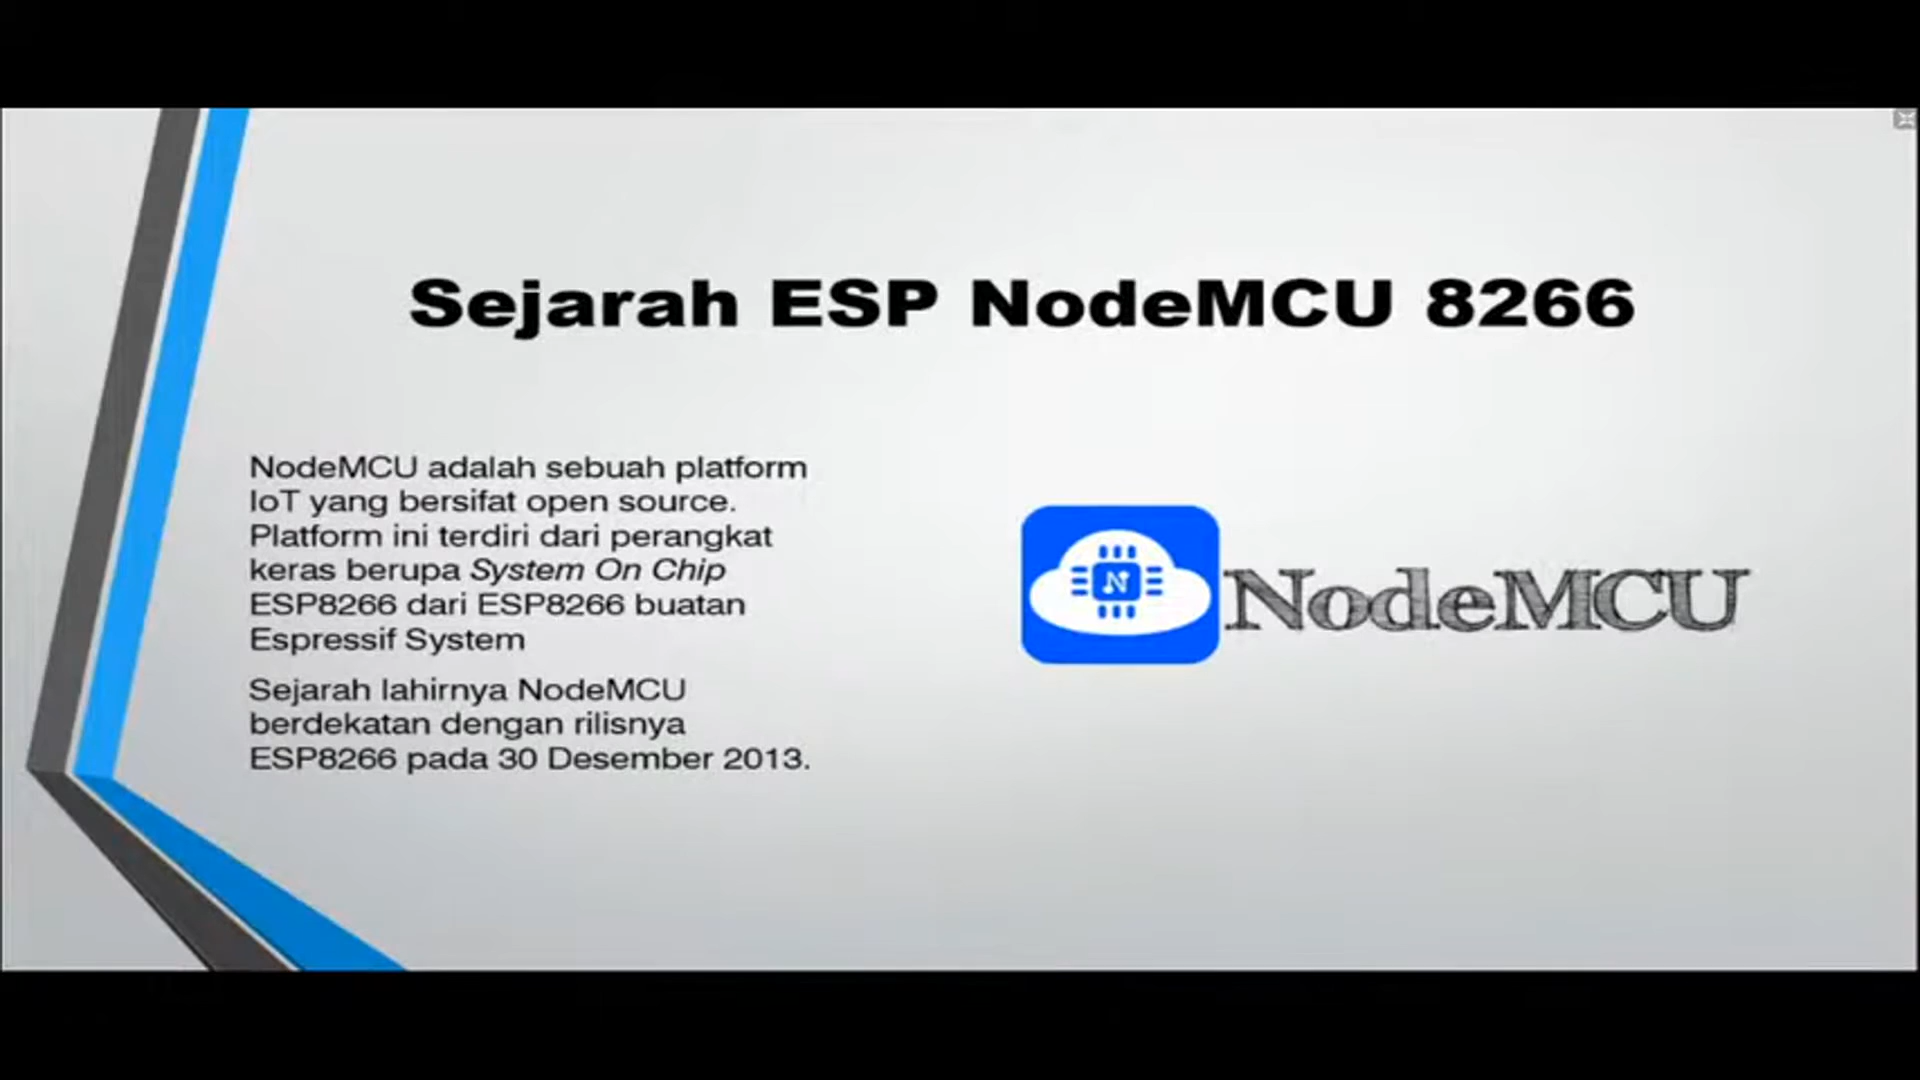 Sejarah ESP NodeMCU 8266
NodeMCU adalah sebuah platform
IoT yang bersifat open source.
Platform ini terdiri dari perangkat
keras berupa System On Chip
ESP8266 dari ESP8266 buatan
Espressif System
Sejarah lahirnya NodeMCU
berdekatan dengan rilisnya
ESP8266 pada 30 Desember 2013.
N
NodeMCU